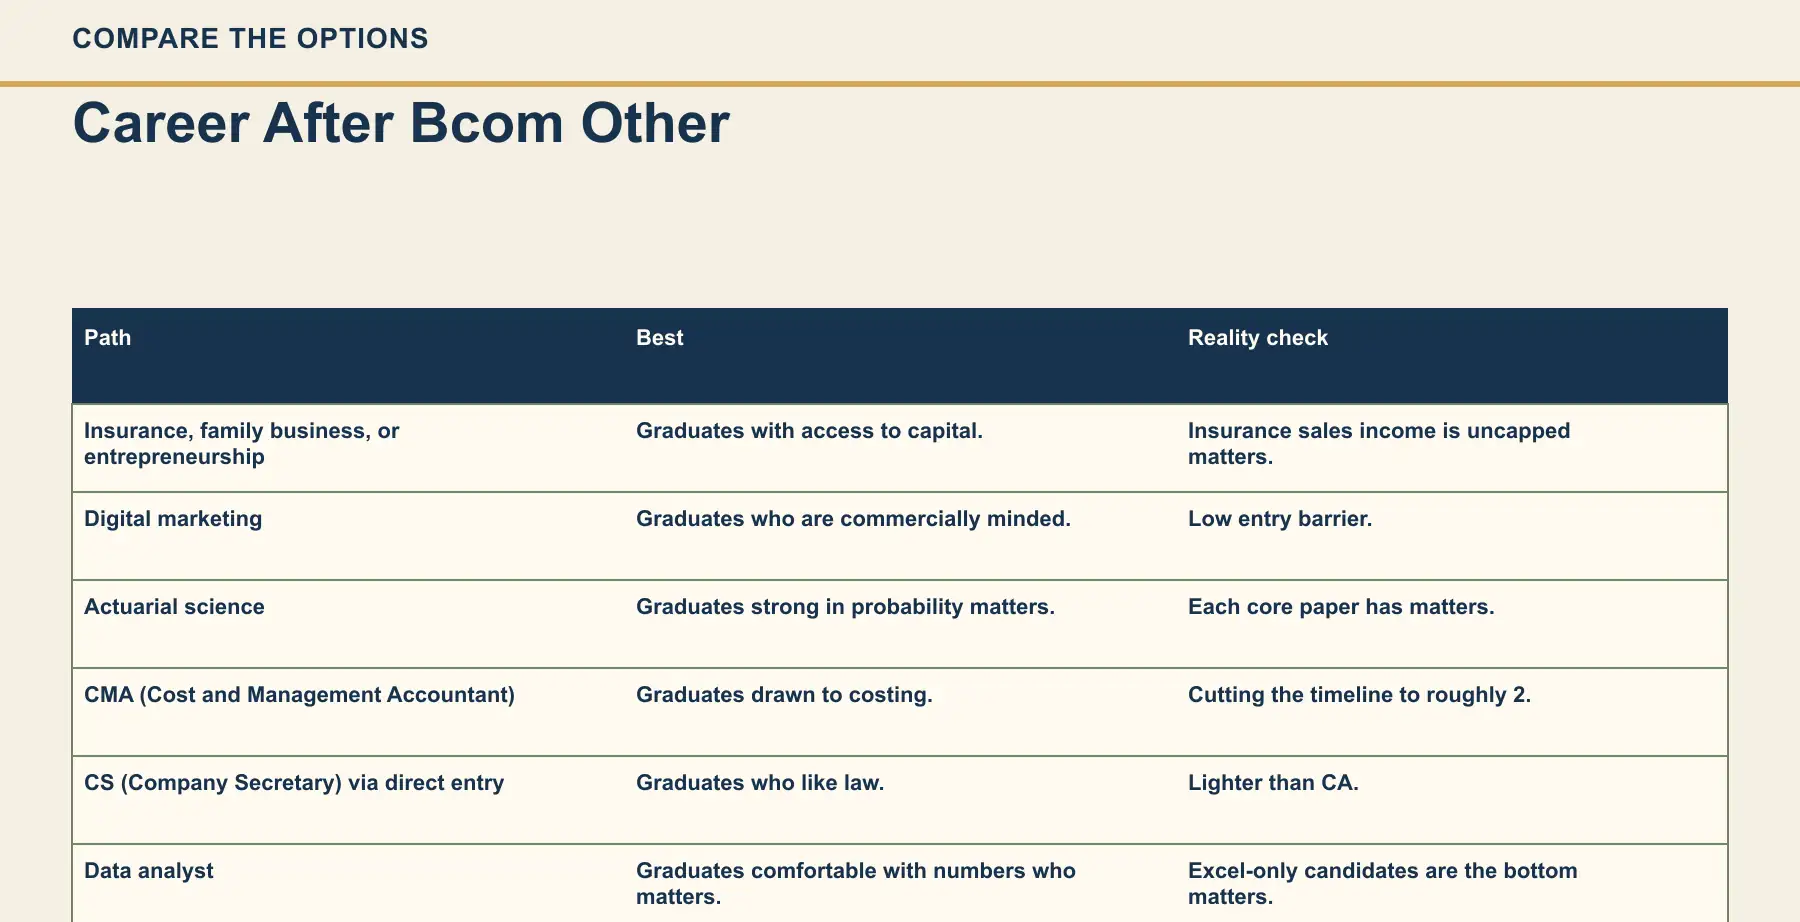 COMPARE THE OPTIONS
Career After Bcom Other
Path
Best
Reality check
Insurance, family business, or
entrepreneurship
Graduates with access to capital.
Insurance sales income is uncapped
matters.
Digital marketing
Graduates who are commercially minded.
Low entry barrier.
Actuarial science
Graduates strong in probability matters.
Each core paper has matters.
CMA (Cost and Management Accountant)
Graduates drawn to costing.
Cutting the timeline to roughly 2.
CS (Company Secretary) via direct entry
Graduates who like law.
Lighter than CA.
Data analyst
Graduates comfortable with numbers who
matters.
Excel-only candidates are the bottom
matters.